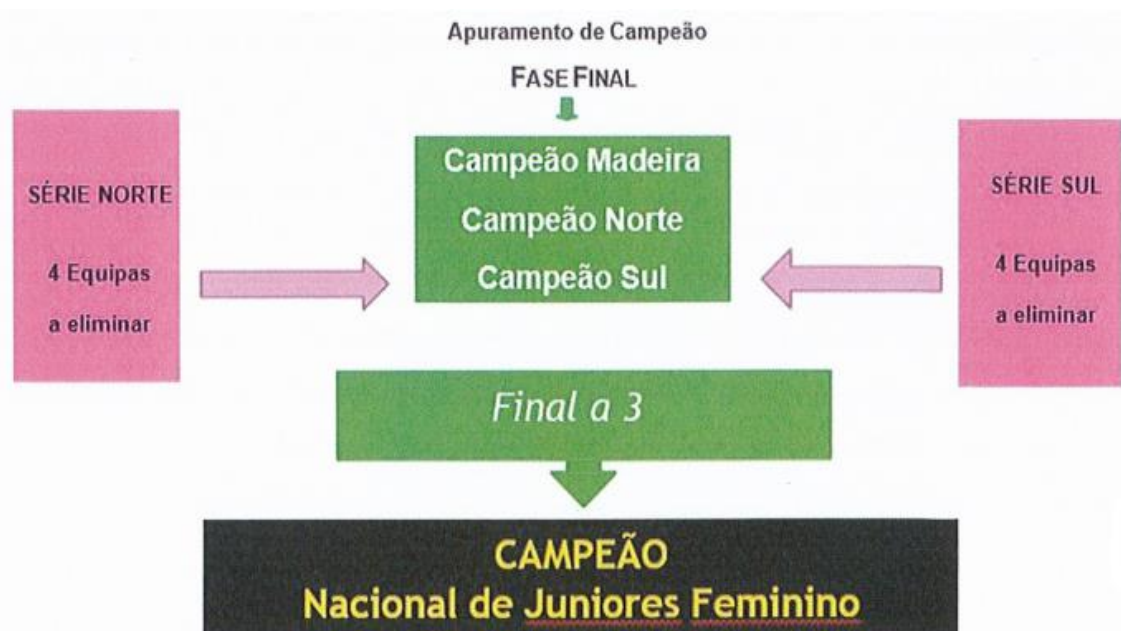 Apuramento de Campeão
FASE FINAL
SÉRIE NORTE
4 Equipas
a eliminar
Campeão Madeira
Campeão Norte
Campeão Sul
SÉRIE SUL
4 Equipas
a eliminar
Final a 3
CAMPEÃO
Nacional de Juniores Feminino